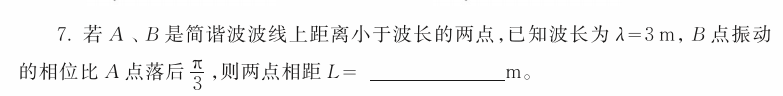 7. 若 A 、B 是简谐波波线上距离小于波长的两点,已知波长为 λ=3 m, B 点振动
的相位比 A 点落后 π/3 ,则两点相距 L= ____________m。